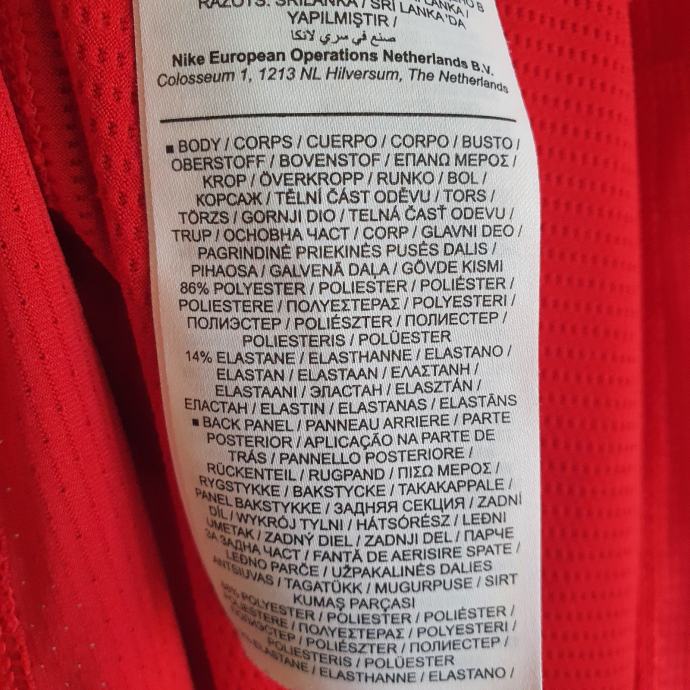 SRI LANKA'DA
YAPILMIŞTIR /
صنع في سري لانكا
Nike European Operations Netherlands B.V.
Colosseum 1, 1213 NL Hilversum, The Netherlands
■ BODY / CORPS / CUERPO / CORPO / BUSTO /
OBERSTOFF / BOVENSTOF / ΕΠΑΝΩ ΜΕΡΟΣ /
KROP / ÖVERKROPP / RUNKO / BOL /
КОРСАЖ / TĚLNÍ ČÁST ODĚVU / TORS /
TÖRZS / GORNJI DIO / TELNÁ ČASŤ ODEVU /
TRUP / ОСНОВНА ЧАСТ / CORP / GLAVNI DEO /
PAGRINDINĖ PRIEKINĖS PUSĖS DALIS /
PIHAOSA / GALVENĀ DAĻA / GÖVDE KISMI
86% POLYESTER / POLIESTER / POLIÉSTER /
POLIESTERE / ΠΟΛΥΕΣΤΕΡΑΣ / POLYESTERI /
ПОЛИЭСТЕР / POLIÉSZTER / ПОЛИЕСТЕР /
POLIESTERIS / POLÜESTER
14% ELASTANE / ELASTHANNE / ELASTANO /
ELASTAN / ELASTAAN / ΕΛΑΣΤΑΝΗ /
ELASTAANI / ЭЛАСТАН / ELASZTÁN /
ЕЛАСТАН / ELASTIN / ELASTANAS / ELASTĀNS
■ BACK PANEL / PANNEAU ARRIERE / PARTE
POSTERIOR / APLICAÇÃO NA PARTE DE
TRÁS / PANNELLO POSTERIORE /
RÜCKENTEIL / RUGPAND / ΠΙΣΩ ΜΕΡΟΣ /
RYGSTYKKE / BAKSTYCKE / TAKAKAPPALE /
PANEL BAKSTYKKE / ЗАДНЯЯ СЕКЦИЯ / ZADNÍ
DÍL / WYKRÓJ TYLNI / HÁTSÓRÉSZ / LEĐNI
UMETAK / ZADNÝ DIEL / ZADNJI DEL / ПАРЧЕ
ЗА ЗАДНА ЧАСТ / FANTĂ DE AERISIRE SPATE /
LEĐNO PARČE / UŽPAKALINĖS DALIES
ANTSIUVAS / TAGATÜKK / MUGURPUSE / SIRT
KUMAŞ PARÇASI
POLYESTER / POLIESTER / POLIÉSTER /
POLIESTERE / ΠΟΛΥΕΣΤΕΡΑΣ / POLYESTERI /
ПОЛИЭСТЕР / POLIÉSZTER / ПОЛИЕСТЕР /
POLIESTERIS / POLÜESTER
ELASTANE / ELASTHANNE / ELASTANO /